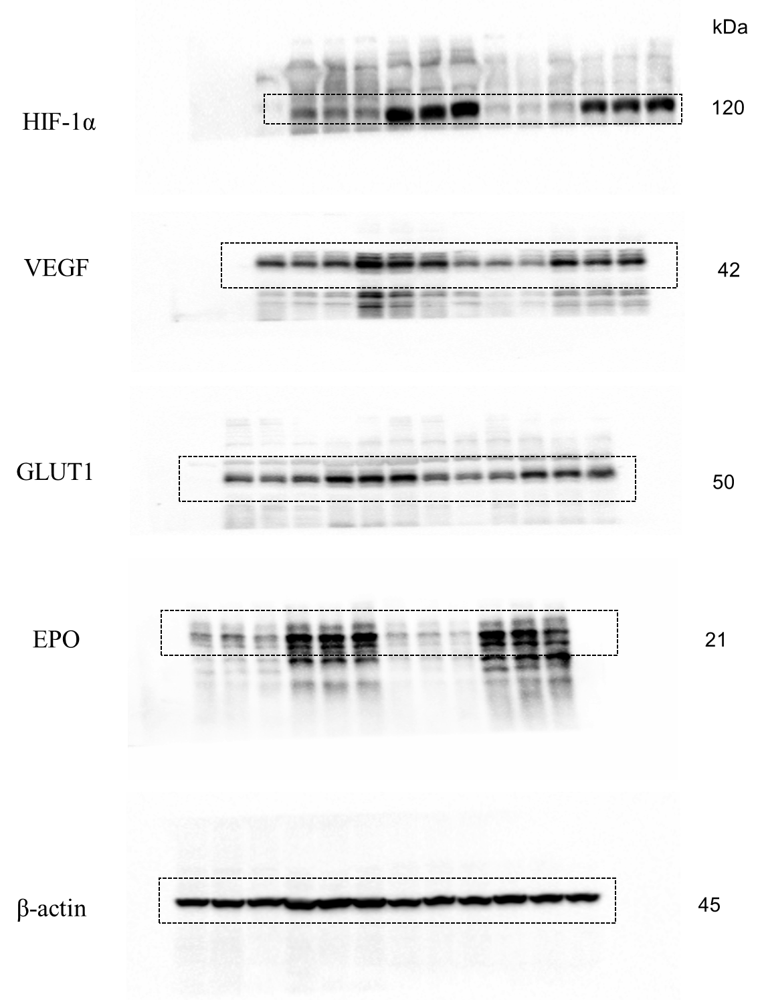 kDa
HIF-1α
120
VEGF
42
GLUT1
50
EPO
21
β-actin
45